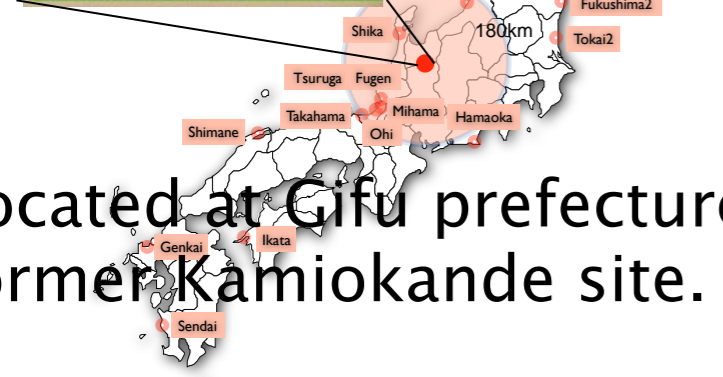 Fukushima2
Shika
180km
Tokai2
Tsuruga Fugen
Takahama
Mihama
Hamaoka
Shimane
Ohi
ocated at Gifu prefecture
Genkai
Ikata
ormer Kamiokande site.
Sendai